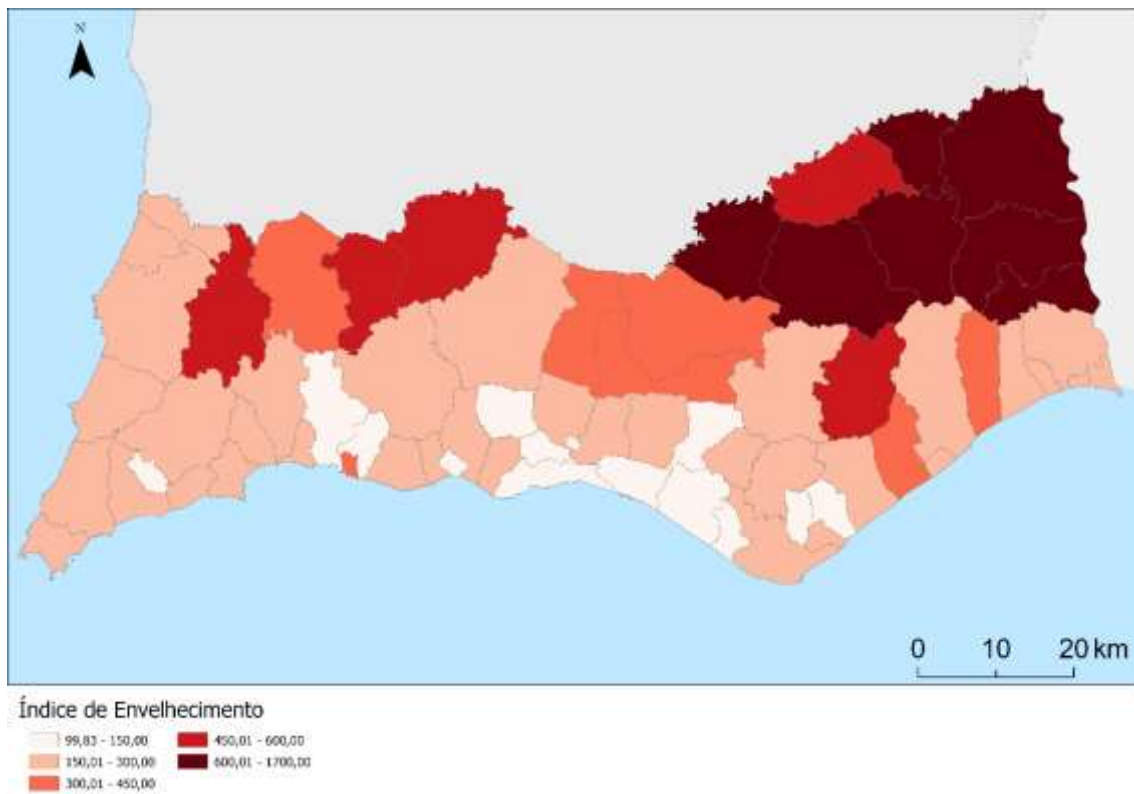 N
0 10 20 km
Índice de Envelhecimento
99,83 - 150,00 450,01 - 600,00
150,01 - 300,00 600,01 - 1700,00
300,01 - 450,00